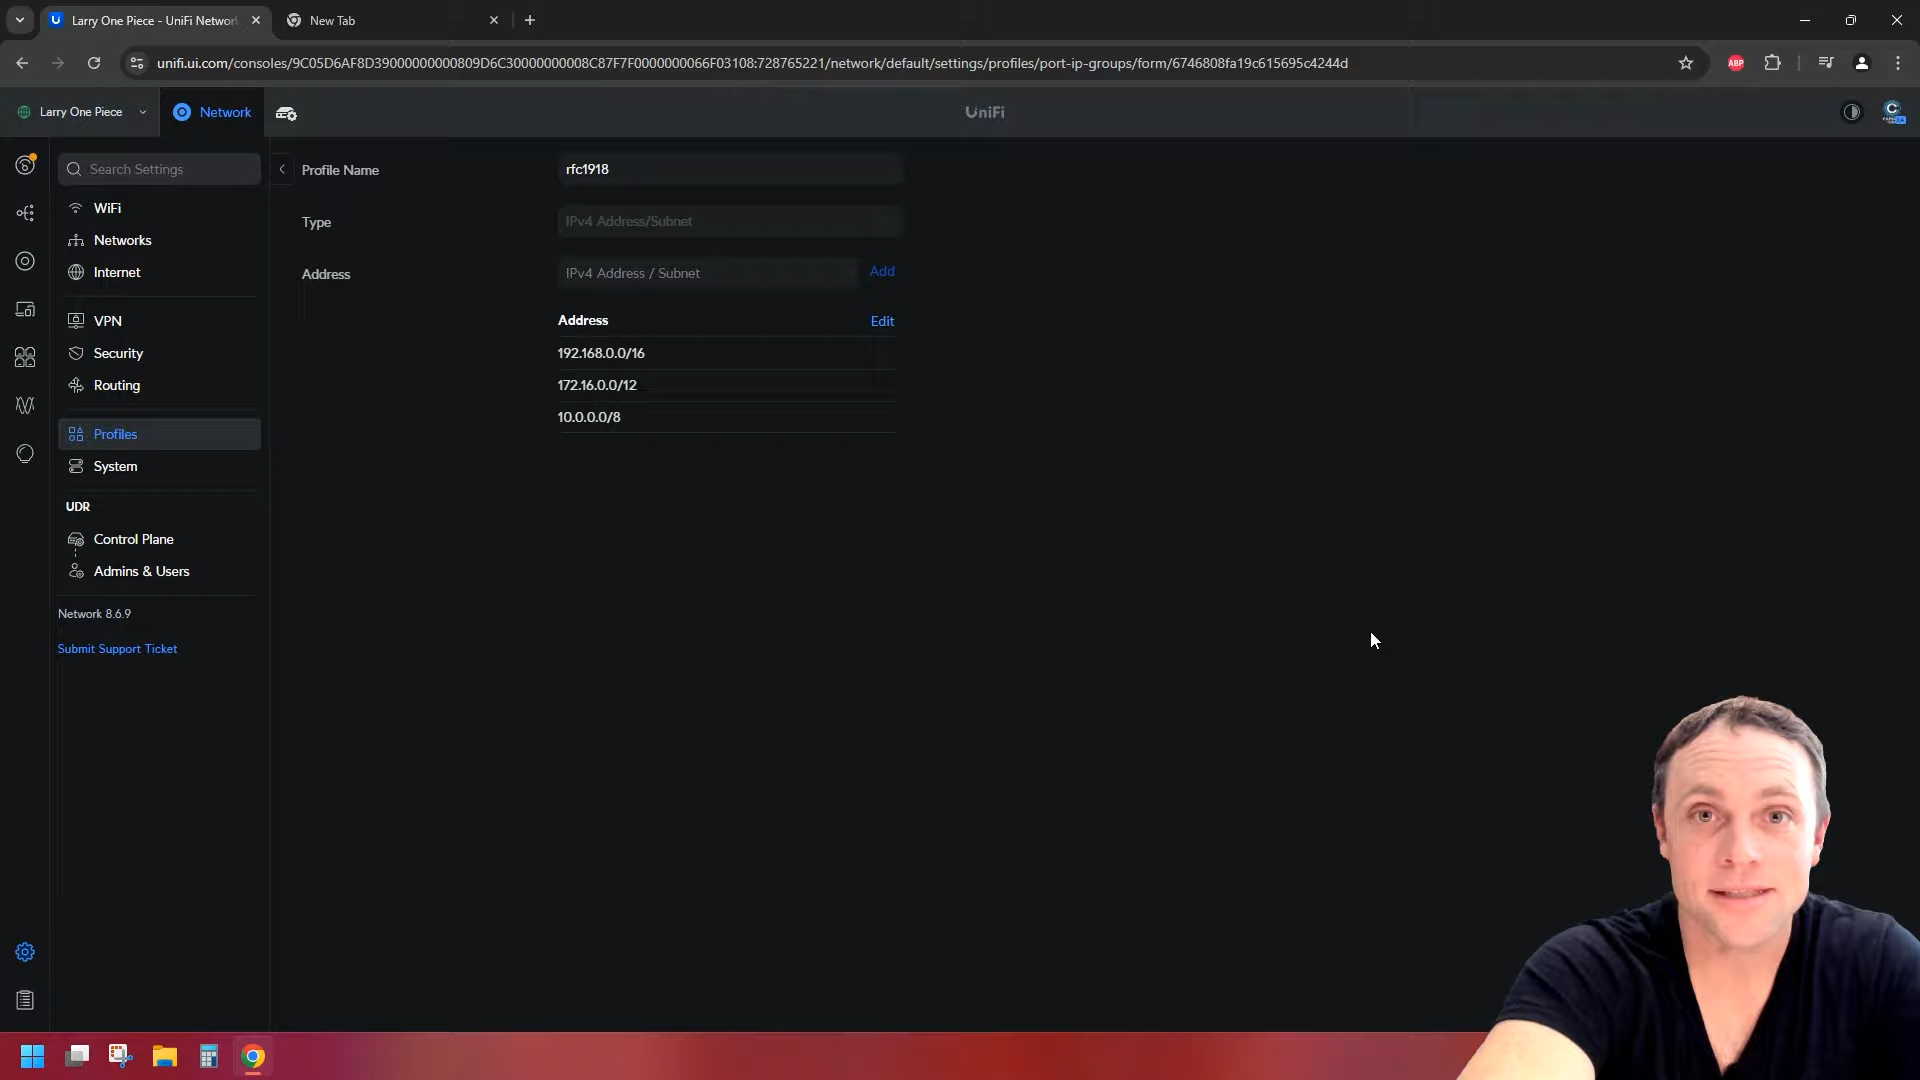 Larry One Piece - UniFi Network
New Tab
unifi.ui.com/consoles/9C05D6AF8D39000000000809D6C30000000008C87F7F0000000066F03108:728765221/network/default/settings/profiles/port-ip-groups/form/6746808fa19c615695c4244d
ABP
Larry One Piece
Network
UniFi
Search Settings
WiFi
Networks
Internet
VPN
Security
Routing
Profiles
System
UDR
Control Plane
Admins & Users
Network 8.6.9
Submit Support Ticket
Profile Name
rfc1918
Type
IPv4 Address/Subnet
Address
IPv4 Address / Subnet
Add
Address
Edit
192.168.0.0/16
172.16.0.0/12
10.0.0.0/8